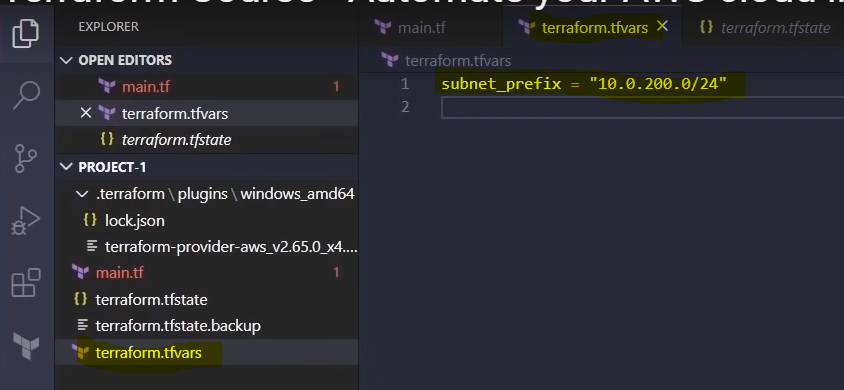 Terraform Course - Automate your AWS cloud i
EXPLORER
OPEN EDITORS
main.tf 1
terraform.tfvars
terraform.tfstate
PROJECT-1
.terraform \ plugins \ windows_amd64
lock.json
terraform-provider-aws_v2.65.0_x4....
main.tf 1
terraform.tfstate
terraform.tfstate.backup
terraform.tfvars
main.tf terraform.tfvars terraform.tfstate
terraform.tfvars
1 subnet_prefix = "10.0.200.0/24"
2